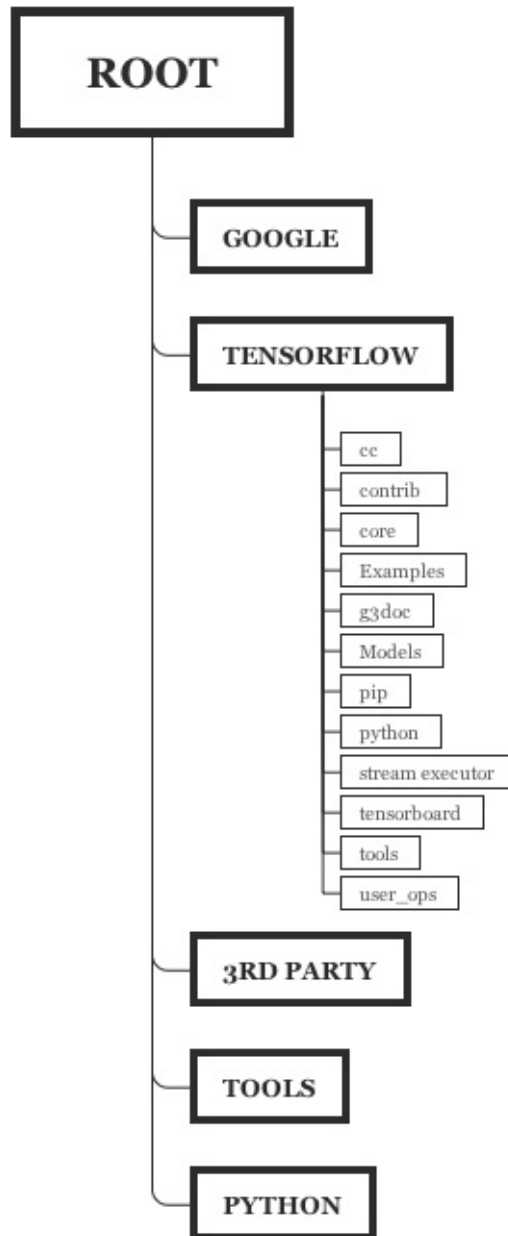 ROOT
GOOGLE
TENSORFLOW
cc
contrib
core
Examples
g3doc
Models
pip
python
stream executor
tensorboard
tools
user_ops
3RD PARTY
TOOLS
PYTHON